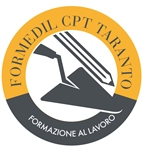 FORMEDIL CPT TARANTO
FORMAZIONE AL LAVORO